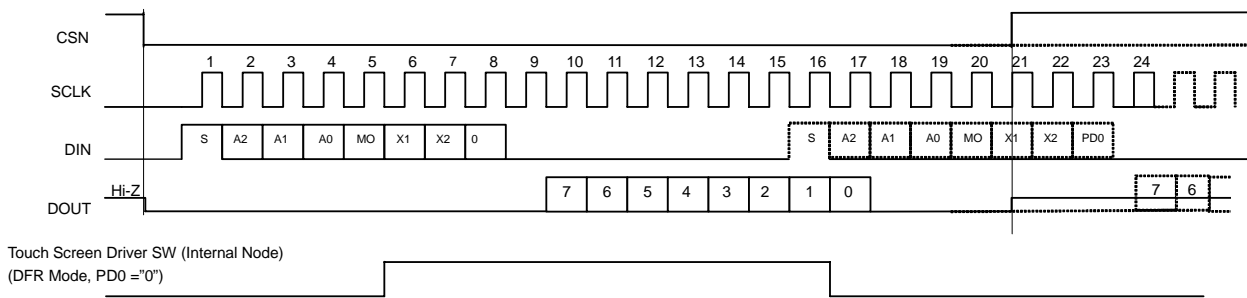 CSN
1 2 3 4 5 6 7 8 9 10 11 12 13 14 15 16 17 18 19 20 21 22 23 24
SCLK
DIN S A2 A1 A0 MO X1 X2 0 S A2 A1 A0 MO X1 X2 PD0
Hi-Z
DOUT 7 6 5 4 3 2 1 0 7 6
Touch Screen Driver SW (Internal Node)
(DFR Mode, PD0 ="0")